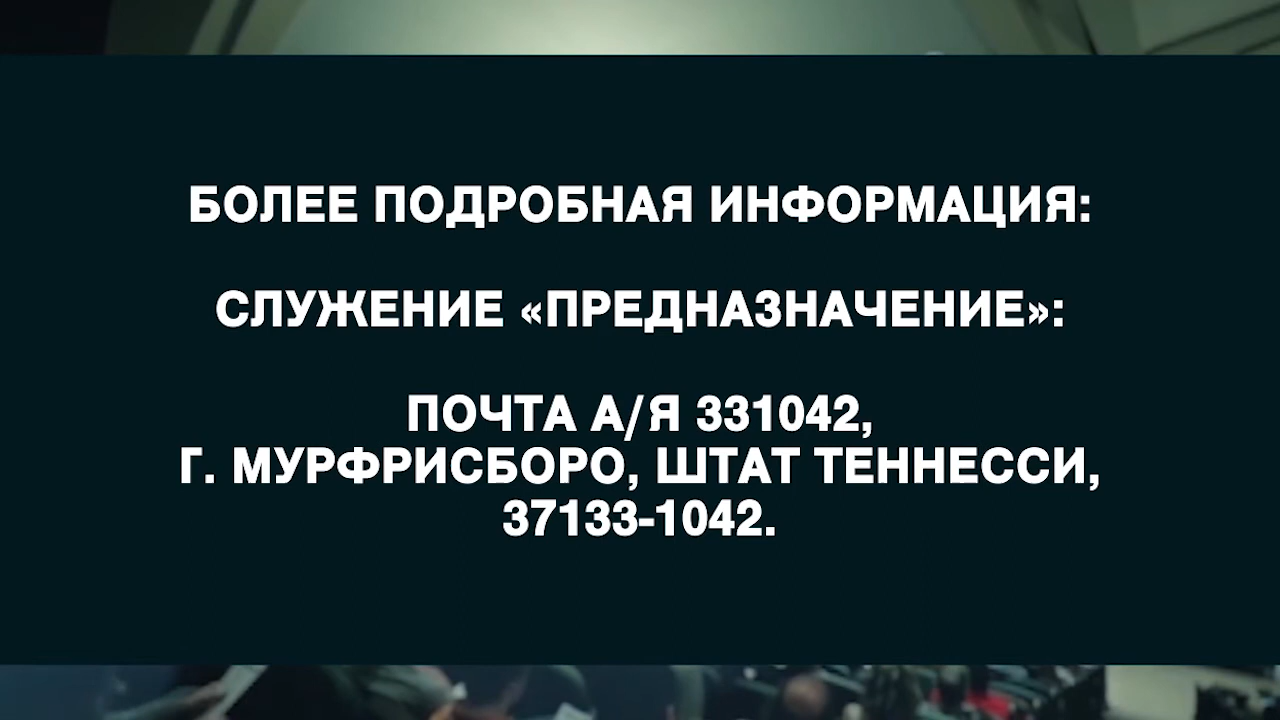 БОЛЕЕ ПОДРОБНАЯ ИНФОРМАЦИЯ:
СЛУЖЕНИЕ «ПРЕДНАЗНАЧЕНИЕ»:
ПОЧТА А/Я 331042,
Г. МУРФРИСБОРО, ШТАТ ТЕННЕССИ,
37133-1042.